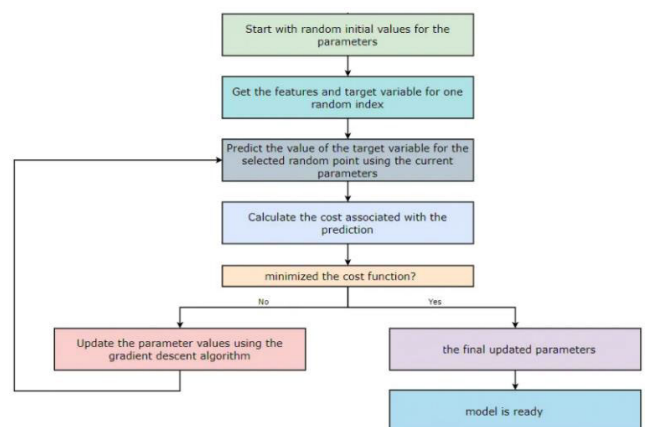 Start with random initial values for the
parameters
Get the features and target variable for one
random index
Predict the value of the target variable for the
selected random point using the current
parameters
Calculate the cost associated with the
prediction
minimized the cost function?
No
Yes
Update the parameter values using the
gradient descent algorithm
the final updated parameters
model is ready